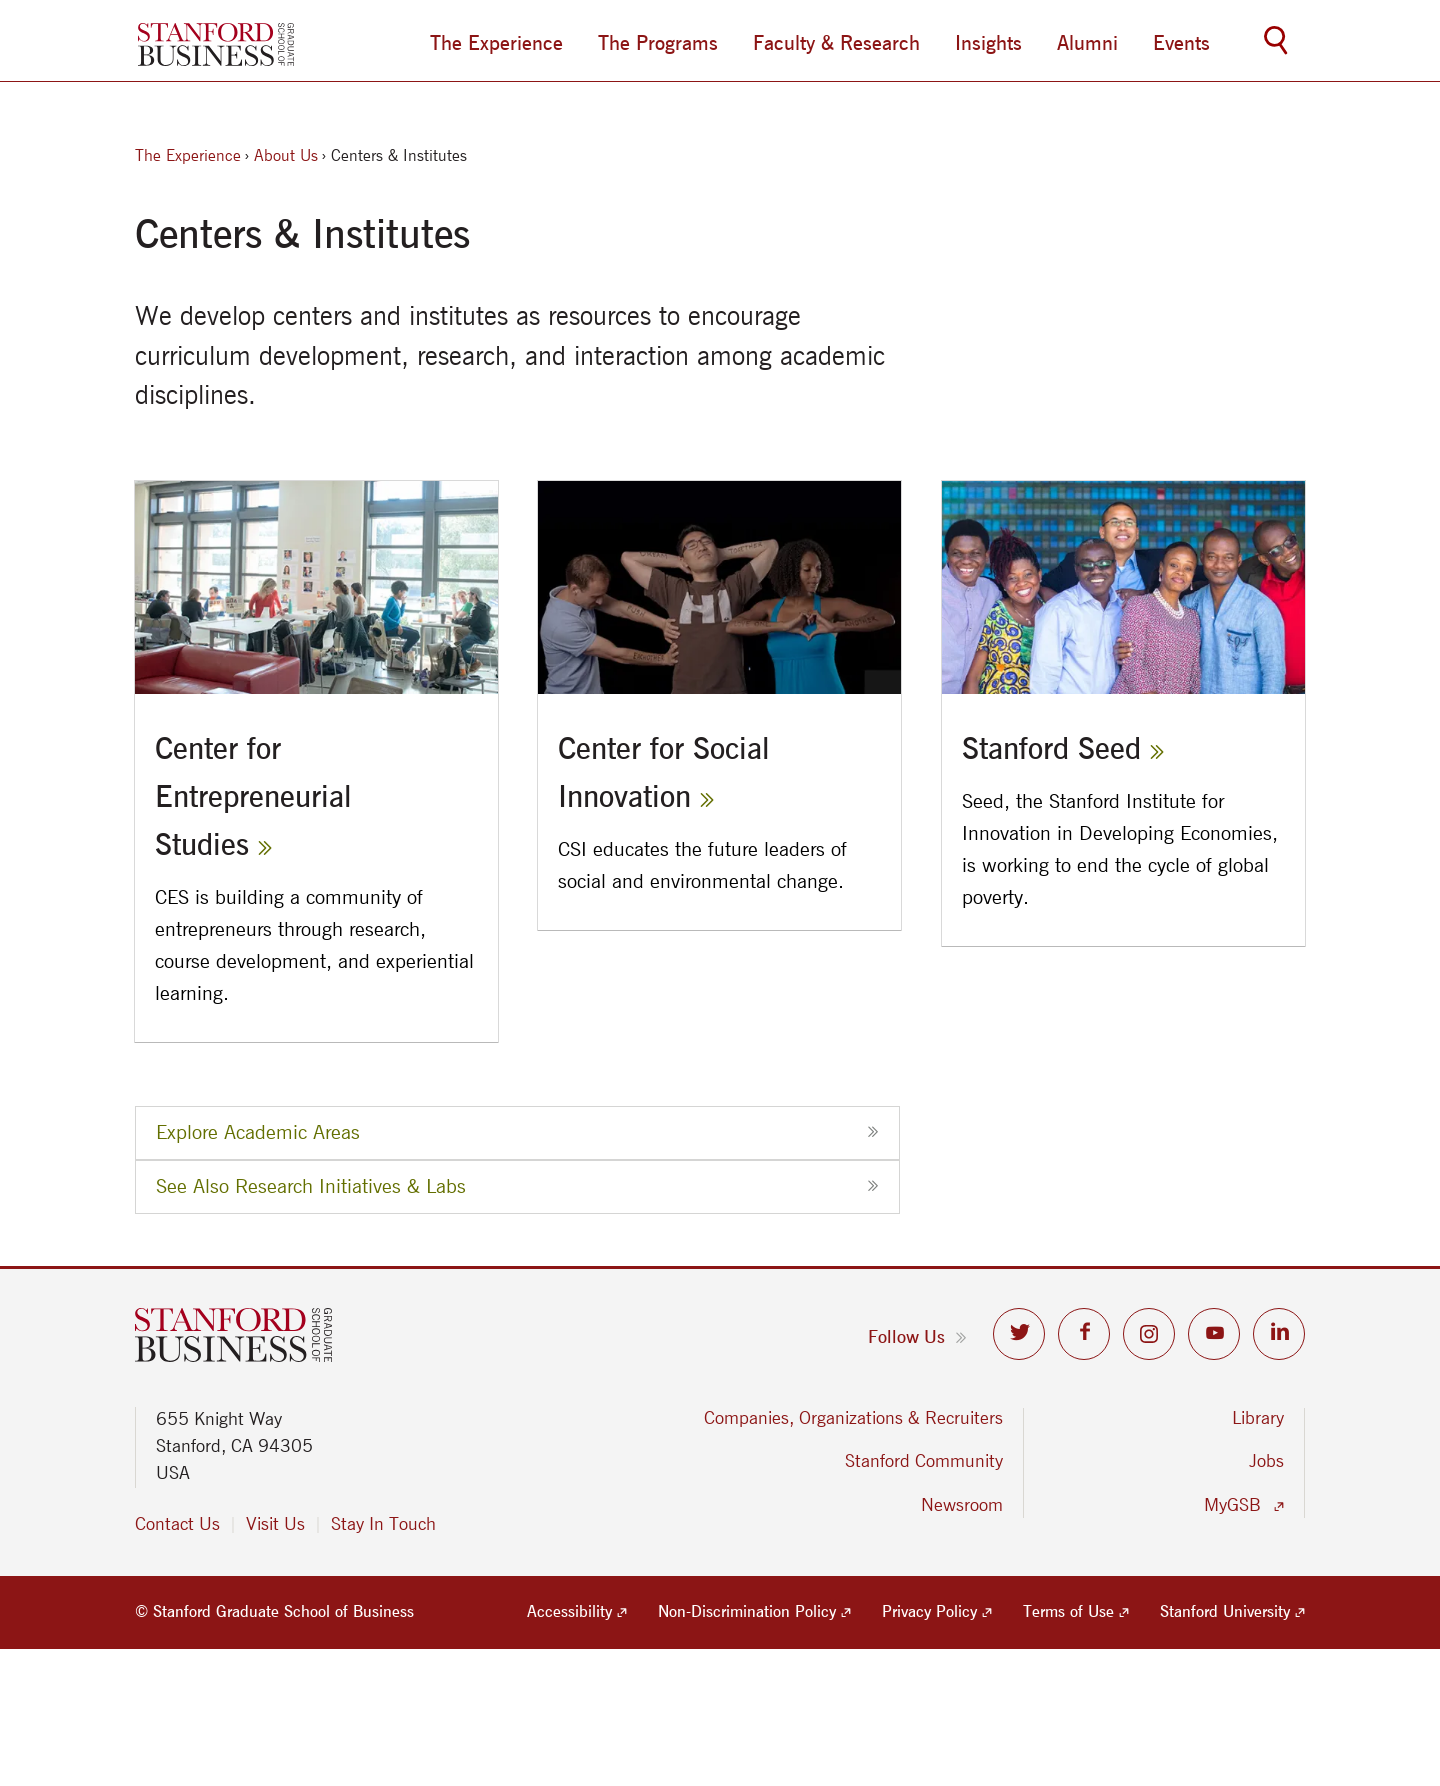 STANFORD
BUSINESS
GRADUATE
SCHOOL OF
The Experience
The Programs
Faculty & Research
Insights
Alumni
Events
The Experience › About Us › Centers & Institutes
Centers & Institutes
We develop centers and institutes as resources to encourage
curriculum development, research, and interaction among academic
disciplines.
TOGETHER
HI
Center for
Entrepreneurial
Studies »
CES is building a community of
entrepreneurs through research,
course development, and experiential
learning.
Center for Social
Innovation »
CSI educates the future leaders of
social and environmental change.
Stanford Seed »
Seed, the Stanford Institute for
Innovation in Developing Economies,
is working to end the cycle of global
poverty.
Explore Academic Areas »
See Also Research Initiatives & Labs »
STANFORD
BUSINESS
GRADUATE
SCHOOL OF
Follow Us »
655 Knight Way
Stanford, CA 94305
USA
Contact Us | Visit Us | Stay In Touch
Companies, Organizations & Recruiters
Stanford Community
Newsroom
Library
Jobs
MyGSB
© Stanford Graduate School of Business
Accessibility
Non-Discrimination Policy
Privacy Policy
Terms of Use
Stanford University